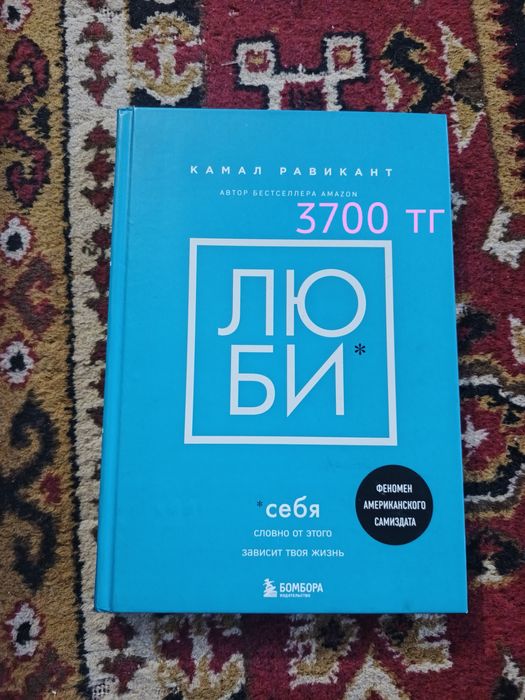 КАМАЛ РАВИКАНТ
АВТОР БЕСТСЕЛЛЕРА AMAZON
3700 тг
ЛЮ
БИ*
*себя
словно от этого
зависит твоя жизнь
ФЕНОМЕН
АМЕРИКАНСКОГО
САМИЗДАТА
БОМБОРА
ИЗДАТЕЛЬСТВО